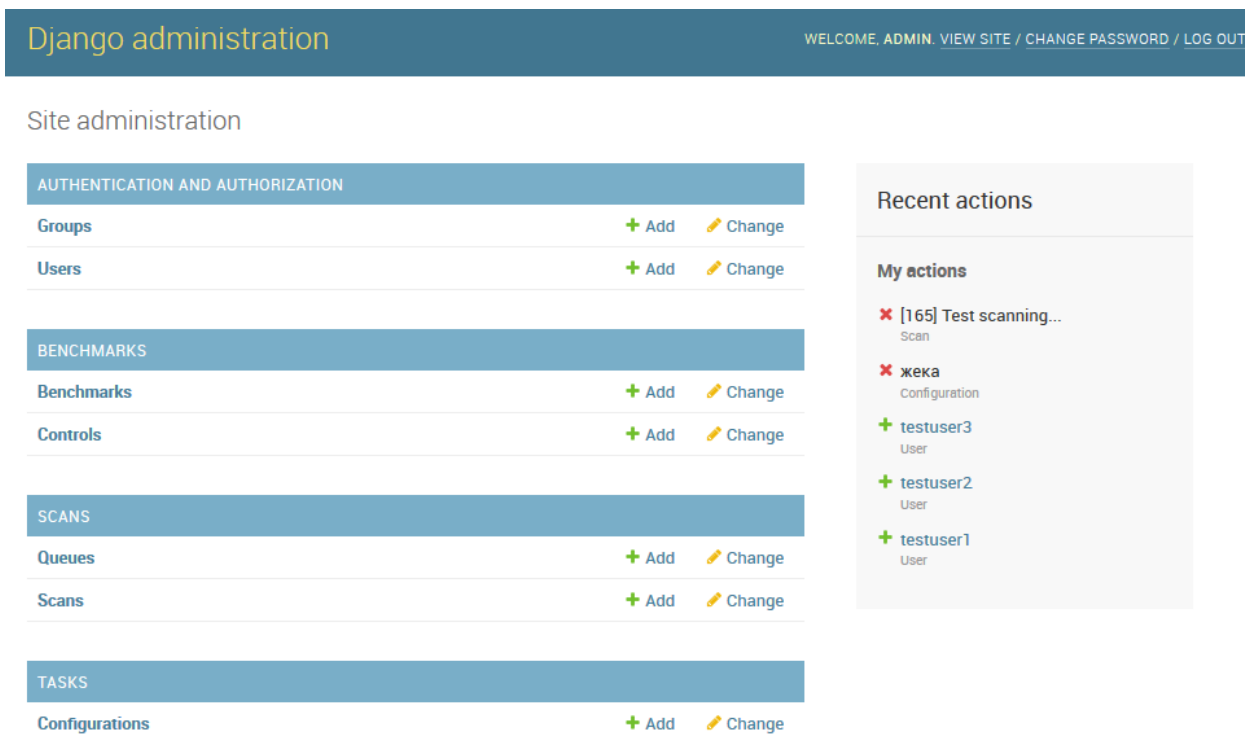 Django administration
WELCOME, ADMIN. VIEW SITE / CHANGE PASSWORD / LOG OUT
Site administration
AUTHENTICATION AND AUTHORIZATION
Groups Add Change
Users Add Change
BENCHMARKS
Benchmarks Add Change
Controls Add Change
SCANS
Queues Add Change
Scans Add Change
TASKS
Configurations Add Change
Recent actions
My actions
[165] Test scanning...
Scan
жека
Configuration
testuser3
User
testuser2
User
testuser1
User